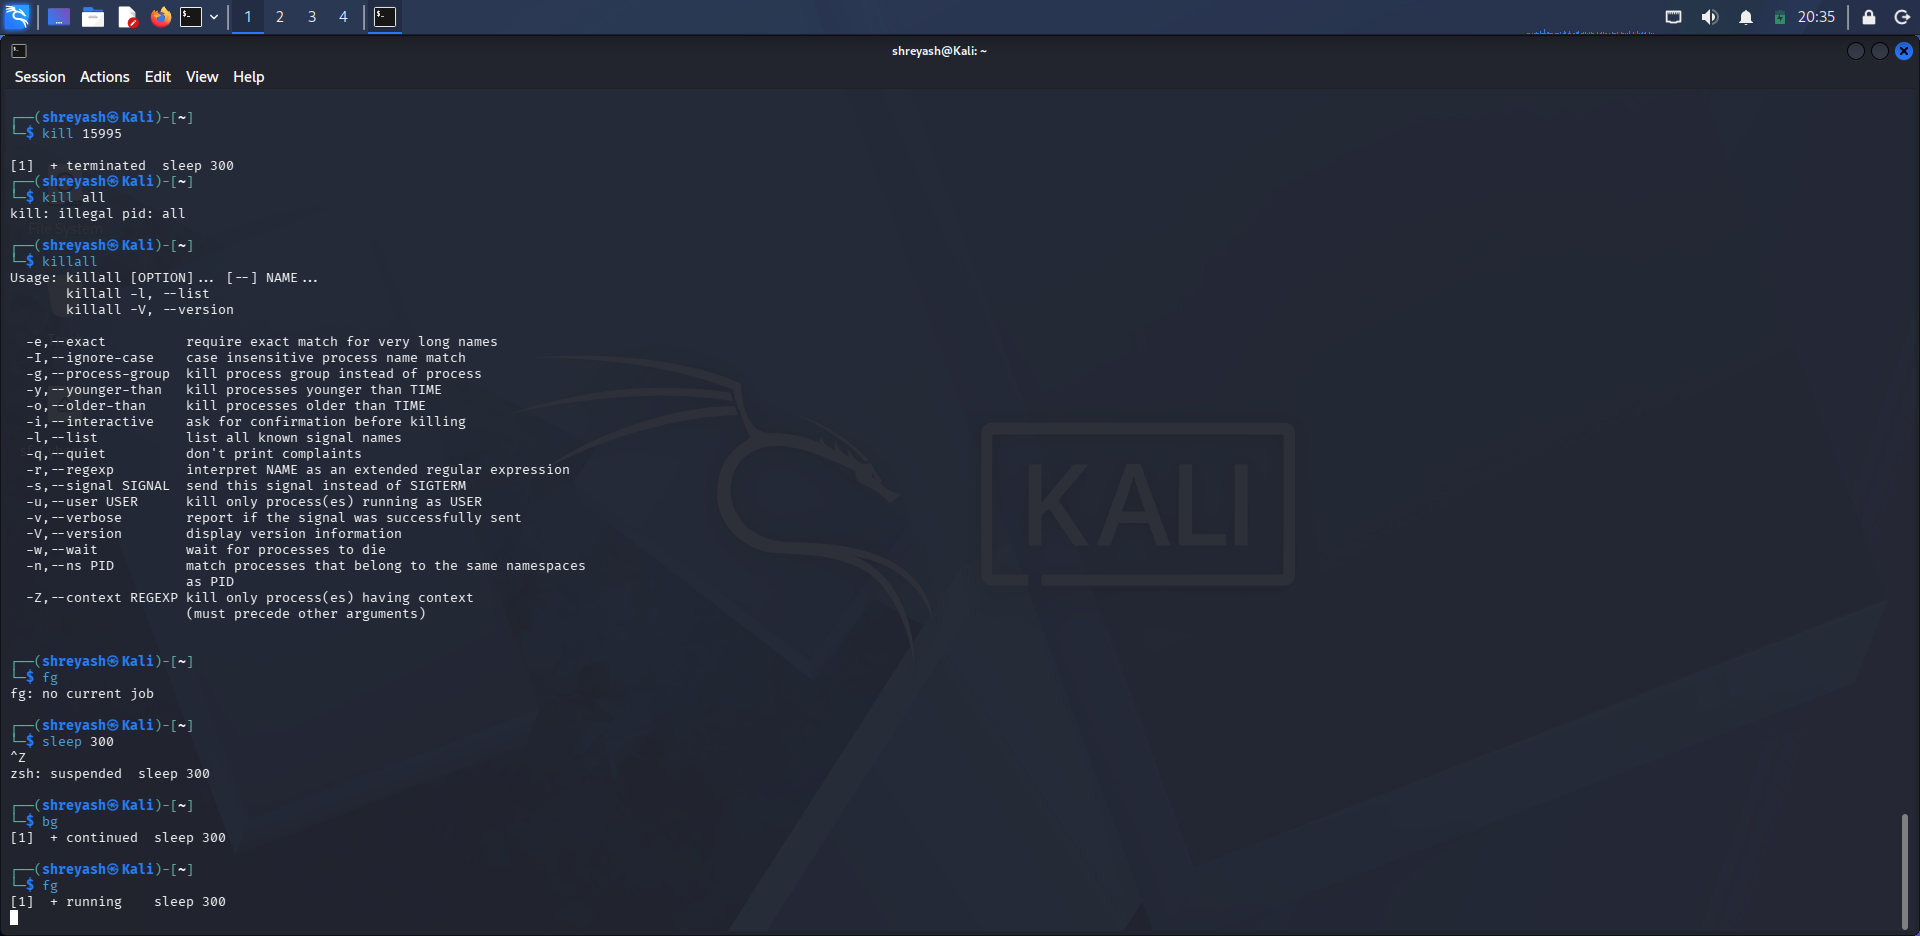 1 2 3 4 20:35
shreyash@Kali: ~
Session Actions Edit View Help
┌──(shreyash㉿Kali)-[~]
└─$ kill 15995
[1]  + terminated  sleep 300
┌──(shreyash㉿Kali)-[~]
└─$ kill all
kill: illegal pid: all
File System
┌──(shreyash㉿Kali)-[~]
└─$ killall
Usage: killall [OPTION]... [--] NAME...
       killall -l, --list
       killall -V, --version
  -e,--exact          require exact match for very long names
  -I,--ignore-case    case insensitive process name match
  -g,--process-group  kill process group instead of process
  -y,--younger-than   kill processes younger than TIME
  -o,--older-than     kill processes older than TIME
  -i,--interactive    ask for confirmation before killing
  -l,--list           list all known signal names
  -q,--quiet          don't print complaints
  -r,--regexp         interpret NAME as an extended regular expression
  -s,--signal SIGNAL  send this signal instead of SIGTERM
  -u,--user USER      kill only process(es) running as USER
  -v,--verbose        report if the signal was successfully sent
  -V,--version        display version information
  -w,--wait           wait for processes to die
  -n,--ns PID         match processes that belong to the same namespaces
                      as PID
  -Z,--context REGEXP kill only process(es) having context
                      (must precede other arguments)
┌──(shreyash㉿Kali)-[~]
└─$ fg
fg: no current job
┌──(shreyash㉿Kali)-[~]
└─$ sleep 300
^Z
zsh: suspended  sleep 300
┌──(shreyash㉿Kali)-[~]
└─$ bg
[1]  + continued  sleep 300
┌──(shreyash㉿Kali)-[~]
└─$ fg
[1]  + running    sleep 300
KALI